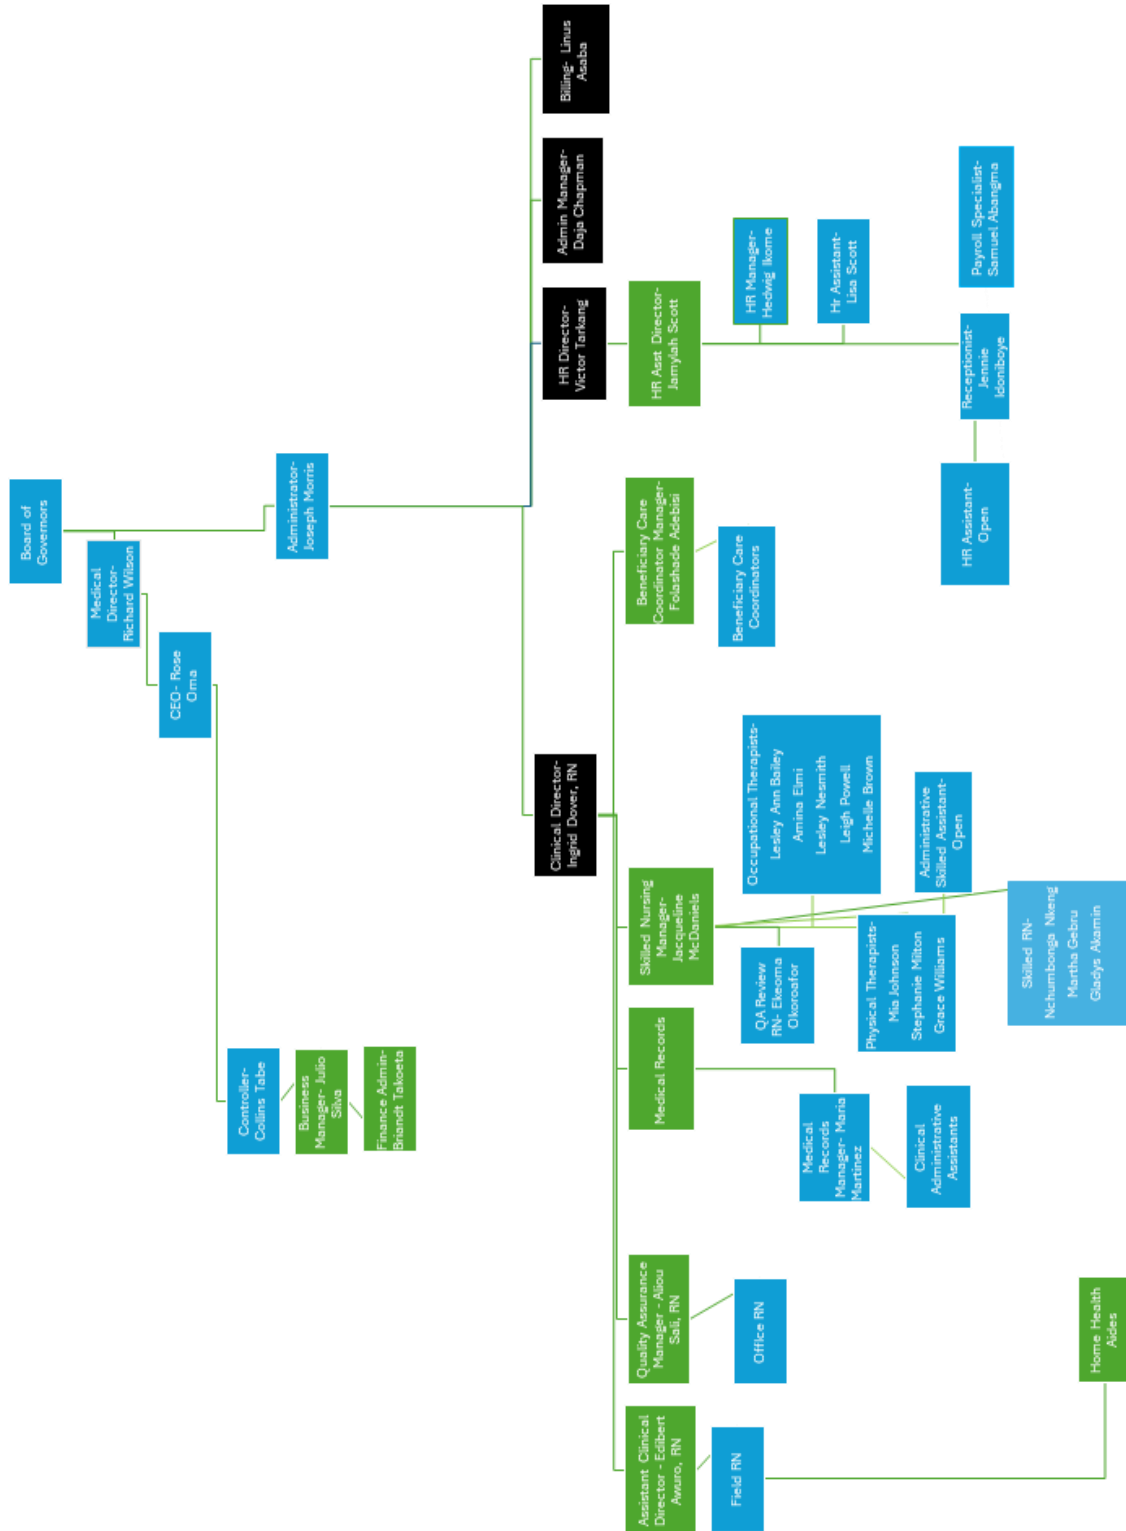 Board of
Governors
Medical
Director-
Richard Wilson
CEO- Rose
Oma
Administrator-
Joseph Morris
Controller-
Collins Tabe
Business
Manager- Julio
Silva
Finance Admin-
Briandt Takoeta
Clinical Director-
Ingrid Dover, RN
HR Director-
Victor Tarkang
Admin Manager-
Daja Chapman
Billing- Linus
Asaba
Assistant Clinical
Director - Edibert
Awuro, RN
Quality Assurance
Manager - Aliou
Sali, RN
Medical Records
Skilled Nursing
Manager-
Jacqueline
McDaniels
Beneficiary Care
Coordinator Manager-
Folashade Adebisi
HR Asst Director-
Jamylah Scott
Field RN
Office RN
Medical
Records
Manager- Maria
Martinez
Clinical
Administrative
Assistants
QA Review
RN- Ekeoma
Okoroafor
Occupational Therapists-
Lesley Ann Bailey
Amina Elmi
Lesley Nesmith
Leigh Powell
Michelle Brown
Physical Therapists-
Mia Johnson
Stephanie Milton
Grace Williams
Administrative
Skilled Assistant-
Open
Skilled RN-
Nchumbonga Nkeng
Martha Gebru
Gladys Akamin
Beneficiary Care
Coordinators
HR Manager-
Hedwig Ikome
Hr Assistant-
Lisa Scott
HR Assistant-
Open
Receptionist-
Jennie
Idoniboye
Payroll Specialist-
Samuel Abangma
Home Health
Aides